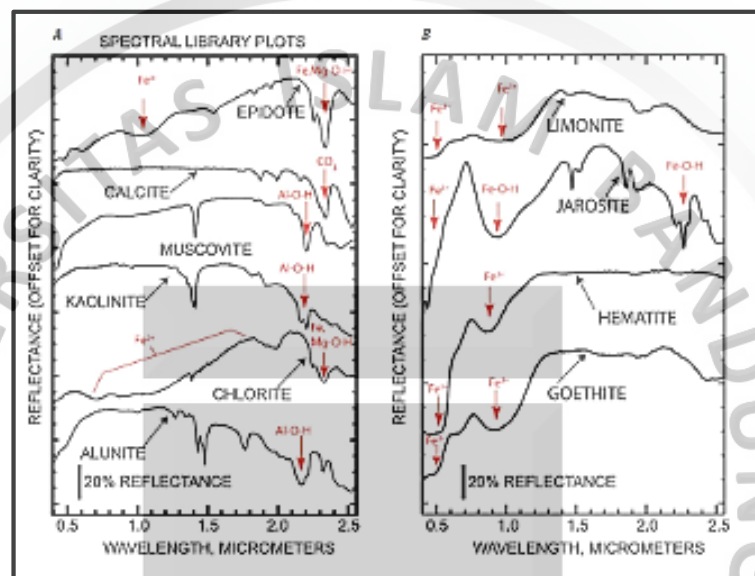 A
SPECTRAL LIBRARY PLOTS
REFLECTANCE (OFFSET FOR CLARITY)
Fe,Mg-O-H
EPIDOTE
CALCITE
CO3
Al-O-H
MUSCOVITE
KAOLINITE
Al-O-H
Fe,
Mg-O-H
CHLORITE
ALUNITE
Al-O-H
20% REFLECTANCE
0.5 1.0 1.5 2.0 2.5
WAVELENGTH, MICROMETERS
B
REFLECTANCE (OFFSET FOR CLARITY)
Fe³⁺
Fe³⁺
LIMONITE
Fe³⁺
Fe-O-H
Fe-O-H
JAROSITE
Fe³⁺
HEMATITE
Fe³⁺
Fe³⁺
GOETHITE
Fe³⁺
20% REFLECTANCE
0.5 1.0 1.5 2.0 2.5
WAVELENGTH, MICROMETERS
ISLAM BANDUN